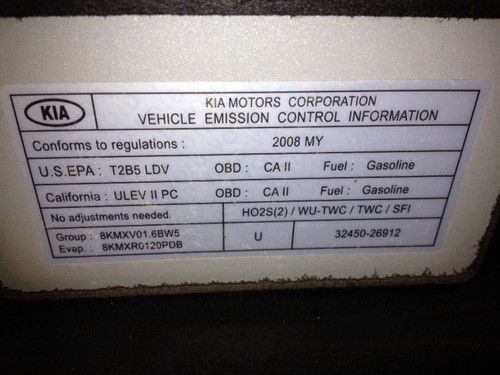 KIA
KIA MOTORS CORPORATION
VEHICLE EMISSION CONTROL INFORMATION
Conforms to regulations : 2008 MY
U.S.EPA : T2B5 LDV OBD : CA II Fuel : Gasoline
California : ULEV II PC OBD : CA II Fuel : Gasoline
No adjustments needed. HO2S(2) / WU-TWC / TWC / SFI
Group : 8KMXV01.6BW5 U 32450-26912
Evap. : 8KMXR0120PDB